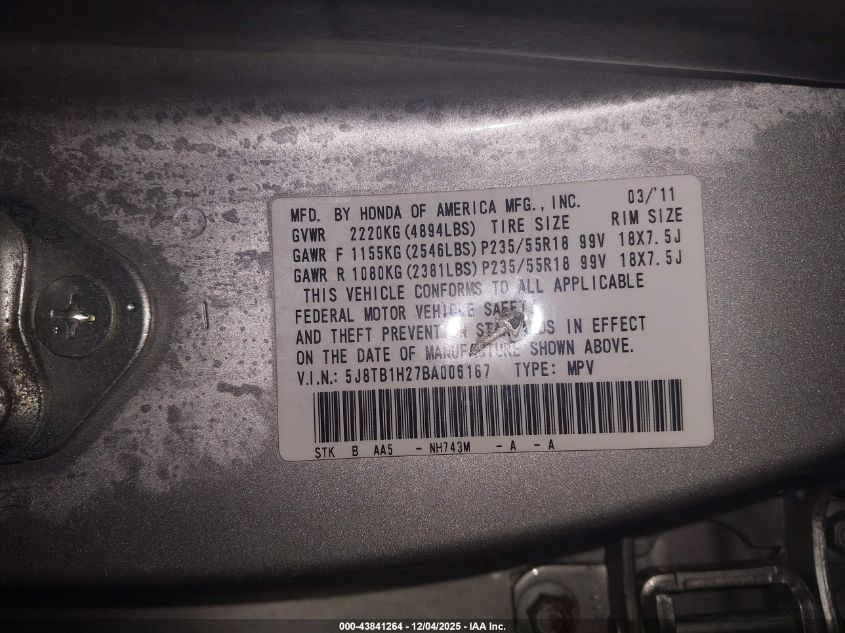 MFD. BY HONDA OF AMERICA MFG., INC. 03/'11
GVWR 2220KG(4894LBS) TIRE SIZE RIM SIZE
GAWR F 1155KG(2546LBS)P235/55R18 99V 18X7.5J
GAWR R 1080KG(2381LBS)P235/55R18 99V 18X7.5J
THIS VEHICLE CONFORMS TO ALL APPLICABLE
FEDERAL MOTOR VEHICLE
AND THEFT IN EFFECT
ON THE DATE OF SHOWN ABOVE.
V.I.N.: 5J8TB1H27BA006167 TYPE: MPV
STK B AA5 - NH743M - A - A
000-43841264 - 12/04/2025 - IAA Inc.